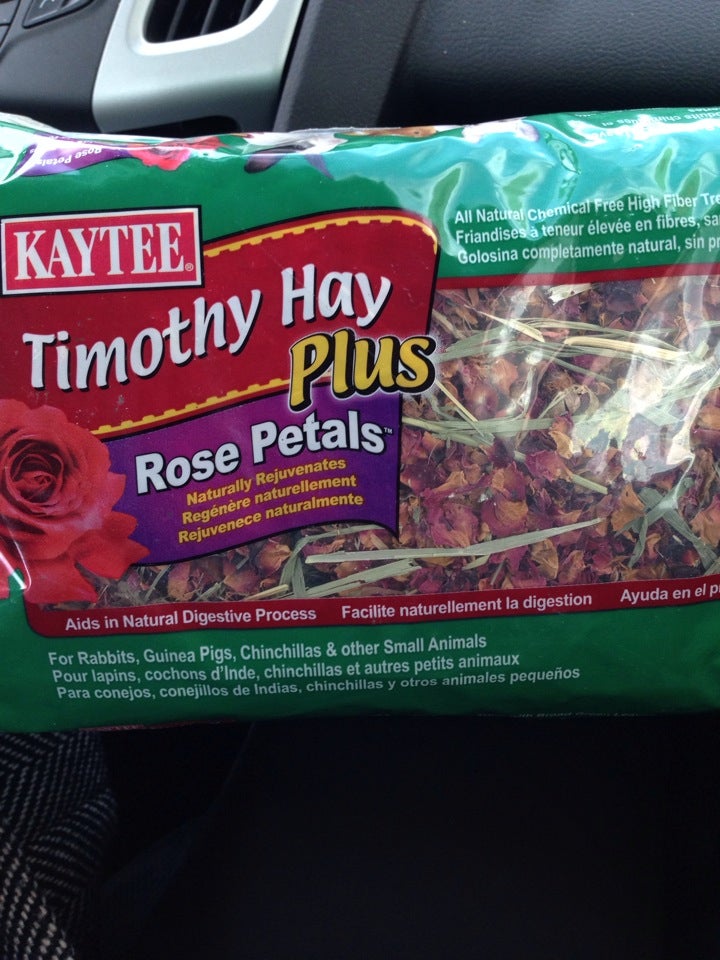 Rose Petals
KAYTEE®
Timothy Hay
Plus
Rose Petals™
Naturally Rejuvenates
Regénère naturellement
Rejuvenece naturalmente
All Natural Chemical Free High Fiber
Friandises à teneur élevée en fibres,
Golosina completamente natural, sin
Aids in Natural Digestive Process Facilite naturellement la digestion Ayuda en el
For Rabbits, Guinea Pigs, Chinchillas & other Small Animals
Pour lapins, cochons d'Inde, chinchillas et autres petits animaux
Para conejos, conejillos de Indias, chinchillas y otros animales pequeños